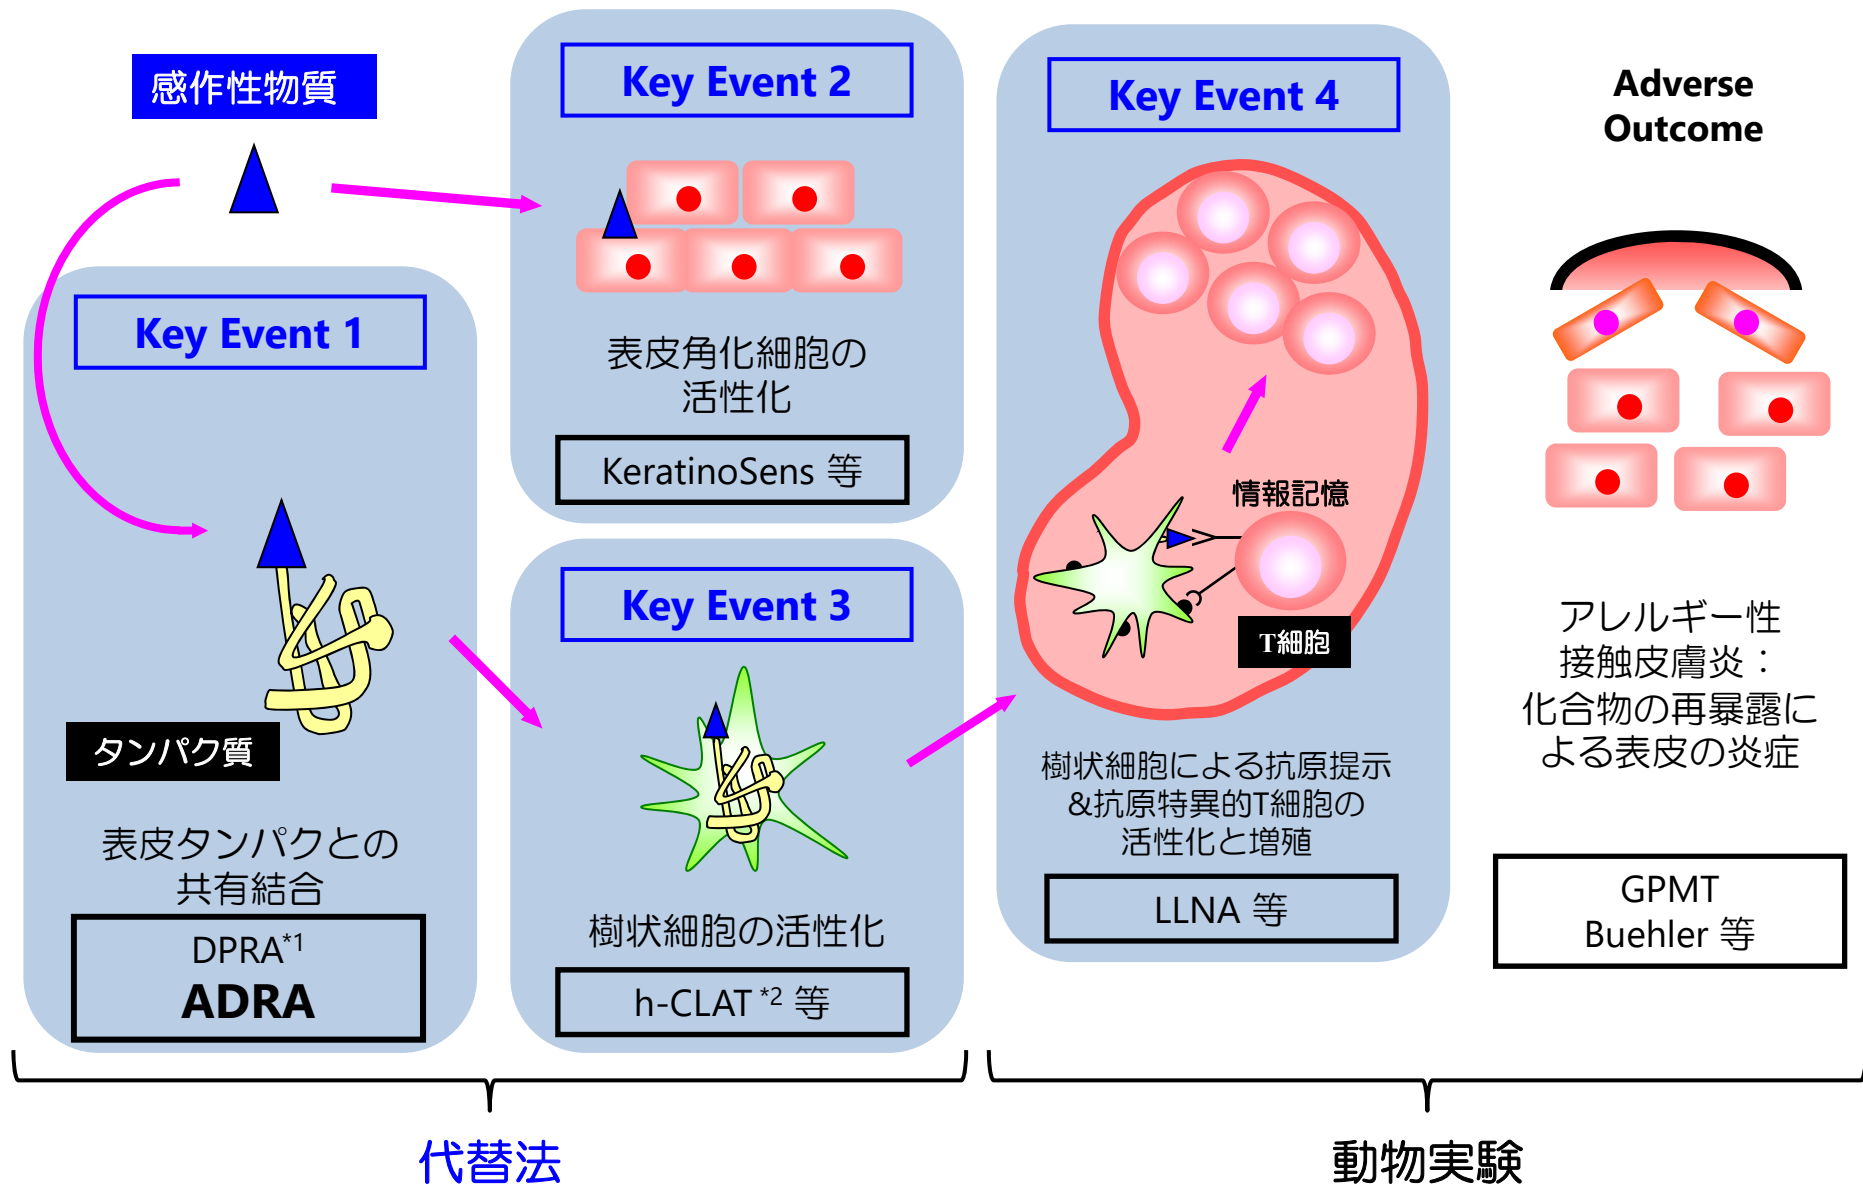 感作性物質
Key Event 1
タンパク質
表皮タンパクとの
共有結合
DPRA*1
ADRA
Key Event 2
表皮角化細胞の
活性化
KeratinoSens 等
Key Event 3
樹状細胞の活性化
h-CLAT *2 等
Key Event 4
情報記憶
T細胞
樹状細胞による抗原提示
&抗原特異的T細胞の
活性化と増殖
LLNA 等
Adverse
Outcome
アレルギー性
接触皮膚炎：
化合物の再暴露に
よる表皮の炎症
GPMT
Buehler 等
代替法
動物実験